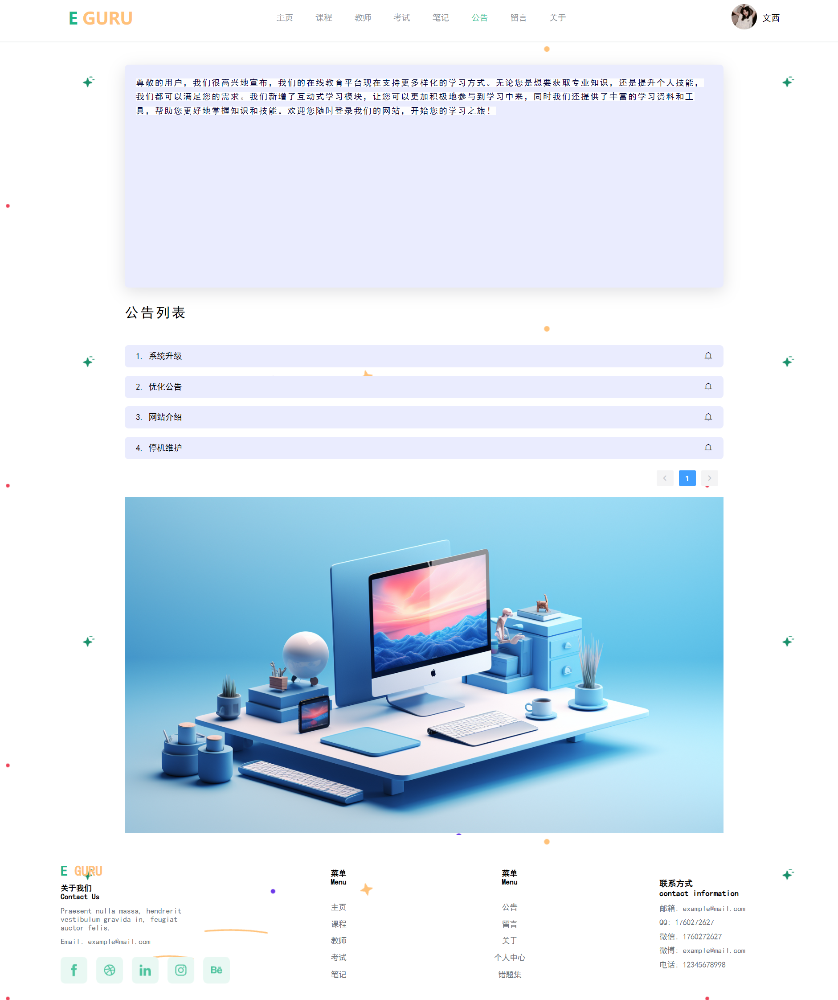 E GURU
主页 课程 教师 考试 笔记 公告 留言 关于
文西
尊敬的用户，我们很高兴地宣布，我们的在线教育平台现在支持更多样化的学习方式。无论您是想要获取专业知识，还是提升个人技能，
我们都可以满足您的需求。我们新增了互动式学习模块，让您可以更加积极地参与到学习中来，同时我们还提供了丰富的学习资料和工
具，帮助您更好地掌握知识和技能。欢迎您随时登录我们的网站，开始您的学习之旅！
公告列表
1. 系统升级
2. 优化公告
3. 网站介绍
4. 停机维护
1
E GURU
关于我们
Contact Us
Praesent nulla massa, hendrerit
vestibulum gravida in, feugiat
auctor felis.
Email: example@mail.com
Bē
菜单
Menu
主页
课程
教师
考试
笔记
菜单
Menu
公告
留言
关于
个人中心
错题集
联系方式
contact information
邮箱: example@mail.com
QQ: 1760272627
微信: 1760272627
微博: example@mail.com
电话: 12345678998